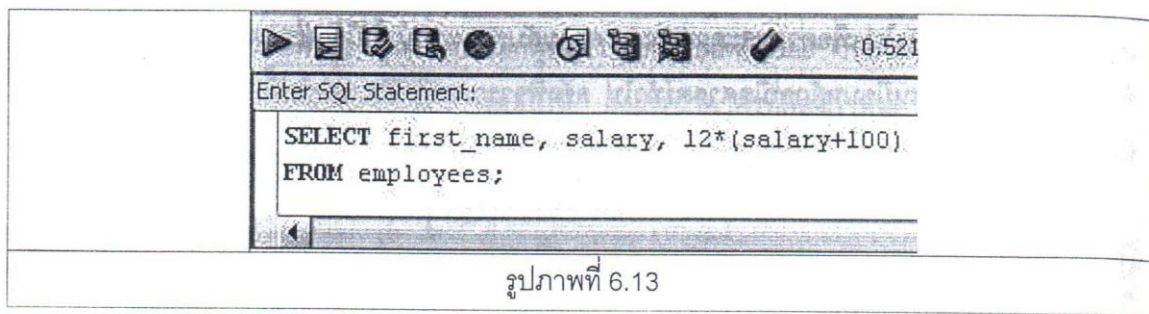 (0.521
Enter SQL Statement:
SELECT first_name, salary, 12*(salary+100)
FROM employees;
รูปภาพที่ 6.13